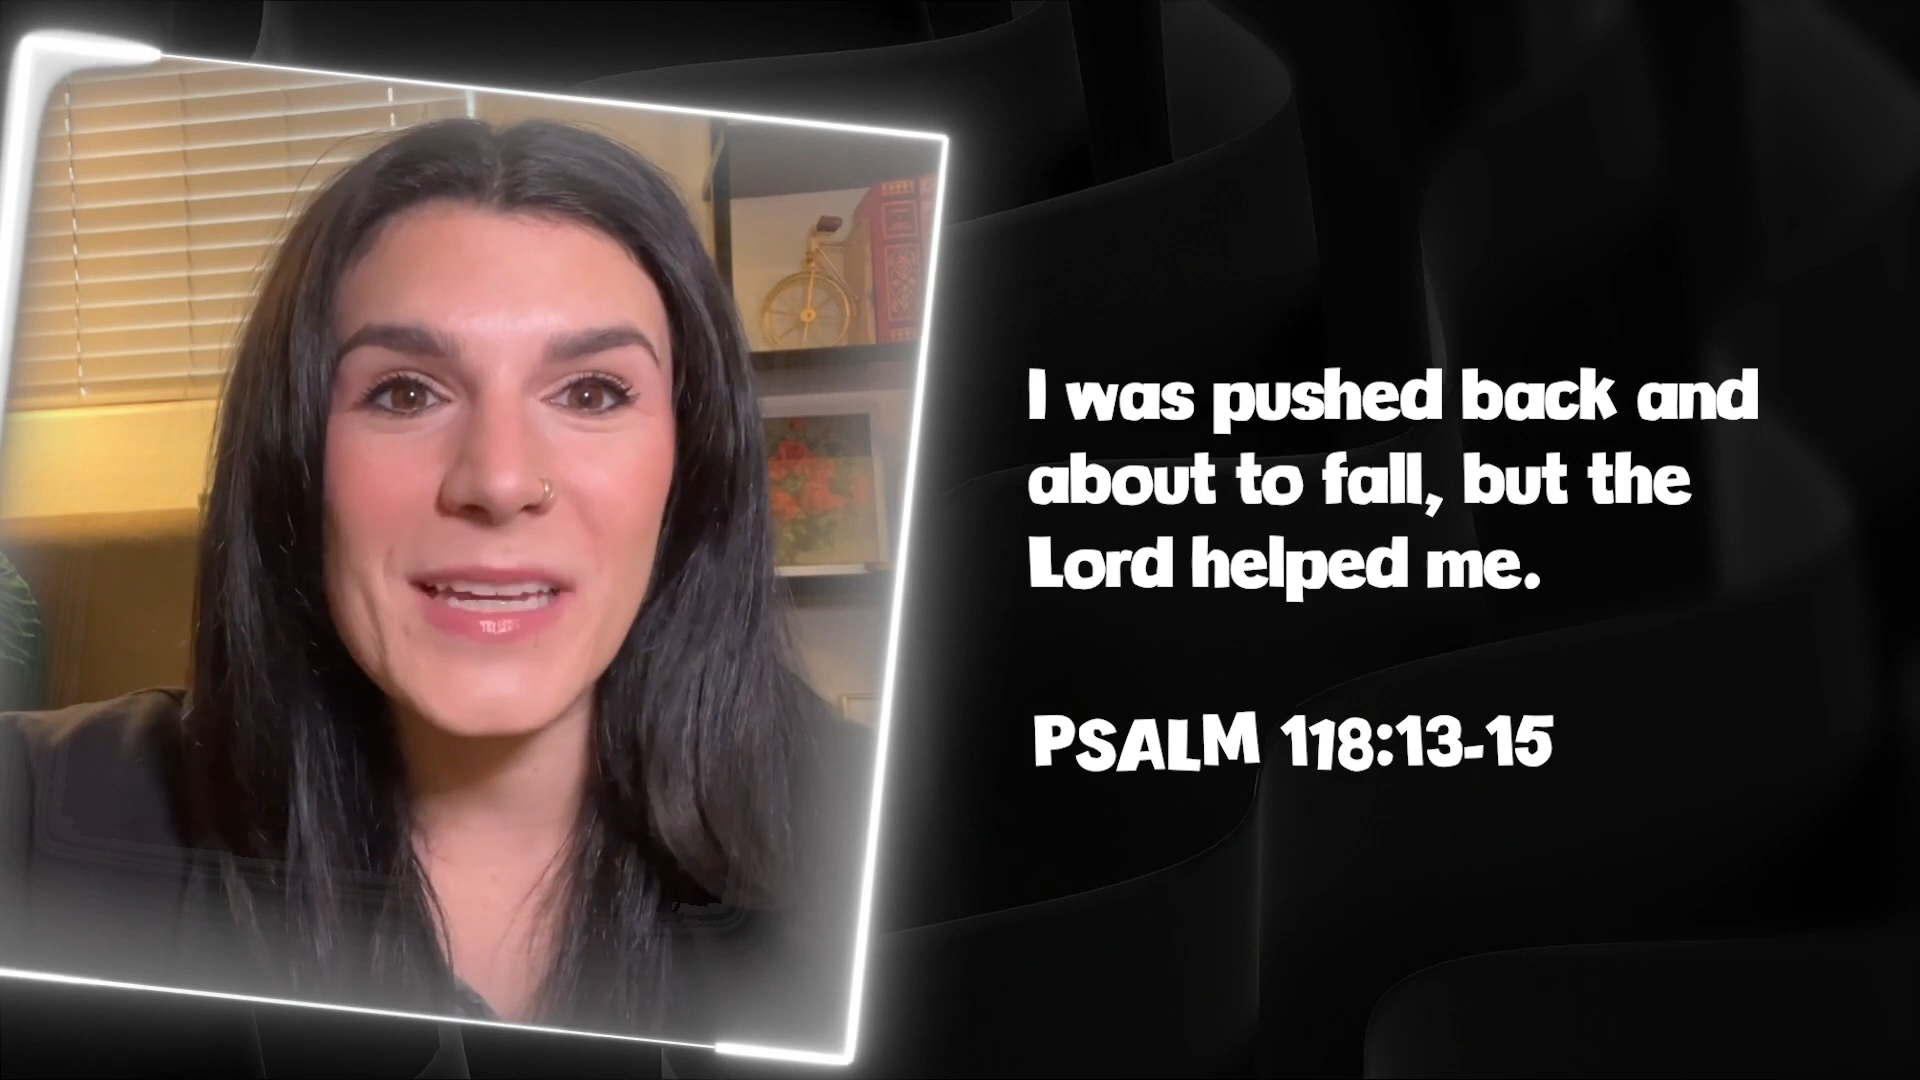 I was pushed back and
about to fall, but the
Lord helped me.
PSALM 118:13-15